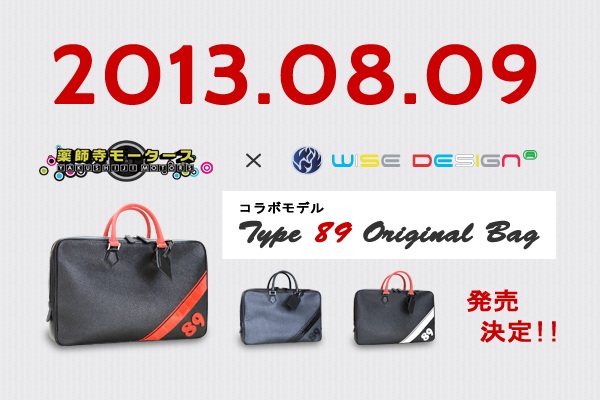 2013.08.09
薬師寺モータース
YAKUSHIJI MOTORS
×
WISE DESIGN
コラボモデル
Type 89 Original Bag
89
89
発売
決定!!